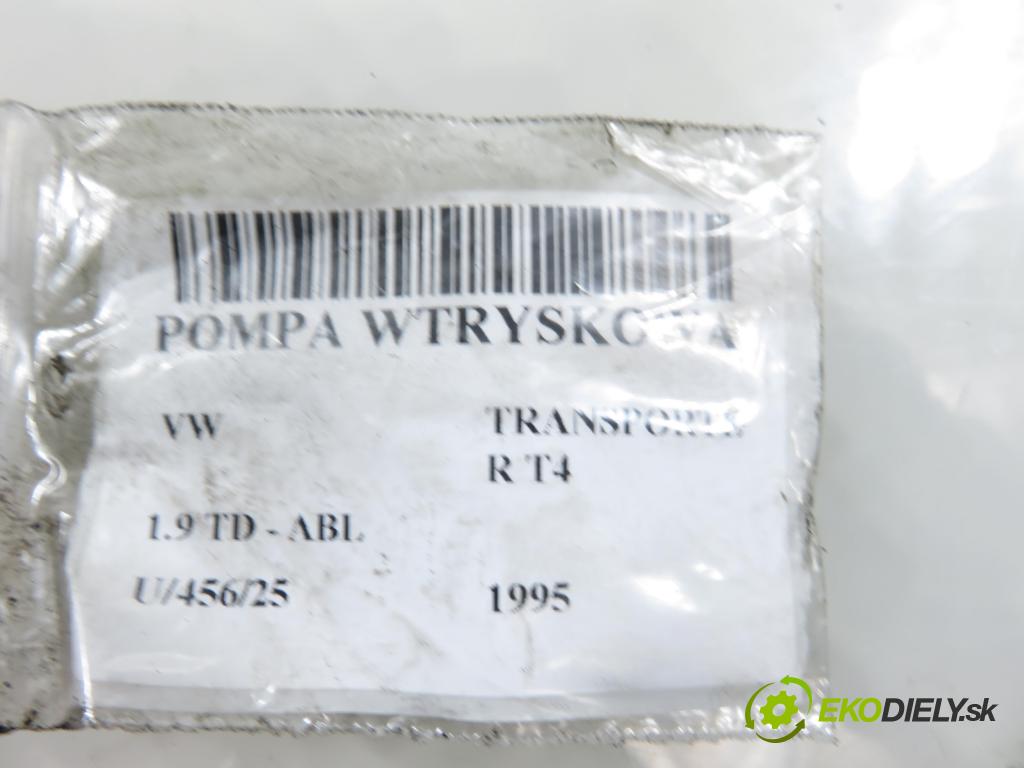 POMPA WTRYSKOWA
VW TRANSPORTE
R T4
1.9 TD - ABL
U/456/25 1995
EKODIELY.sk